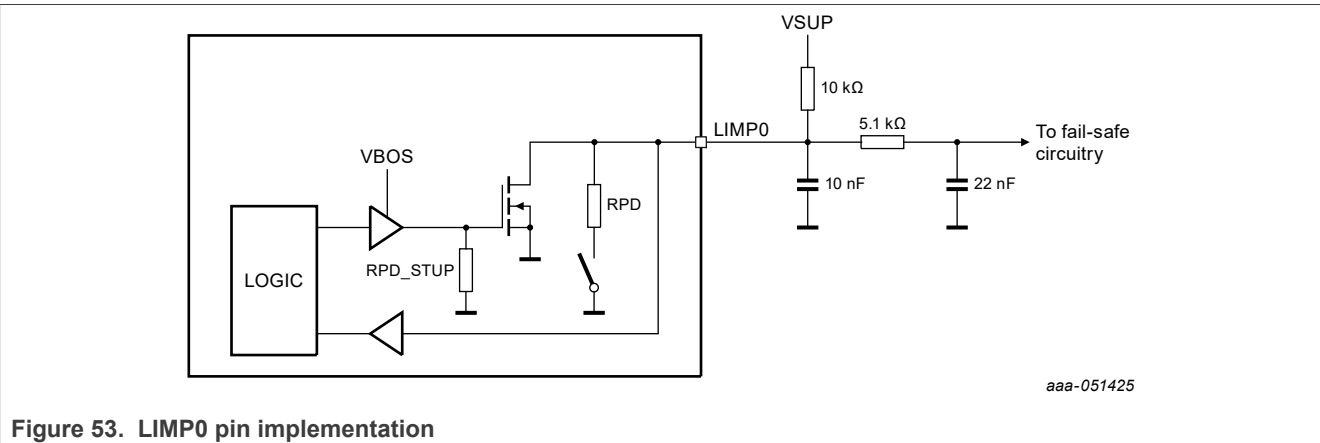 VSUP
10 kΩ
LIMP0
5.1 kΩ
To fail-safe
circuitry
VBOS
10 nF
22 nF
RPD
RPD_STUP
LOGIC
aaa-051425
Figure 53. LIMP0 pin implementation